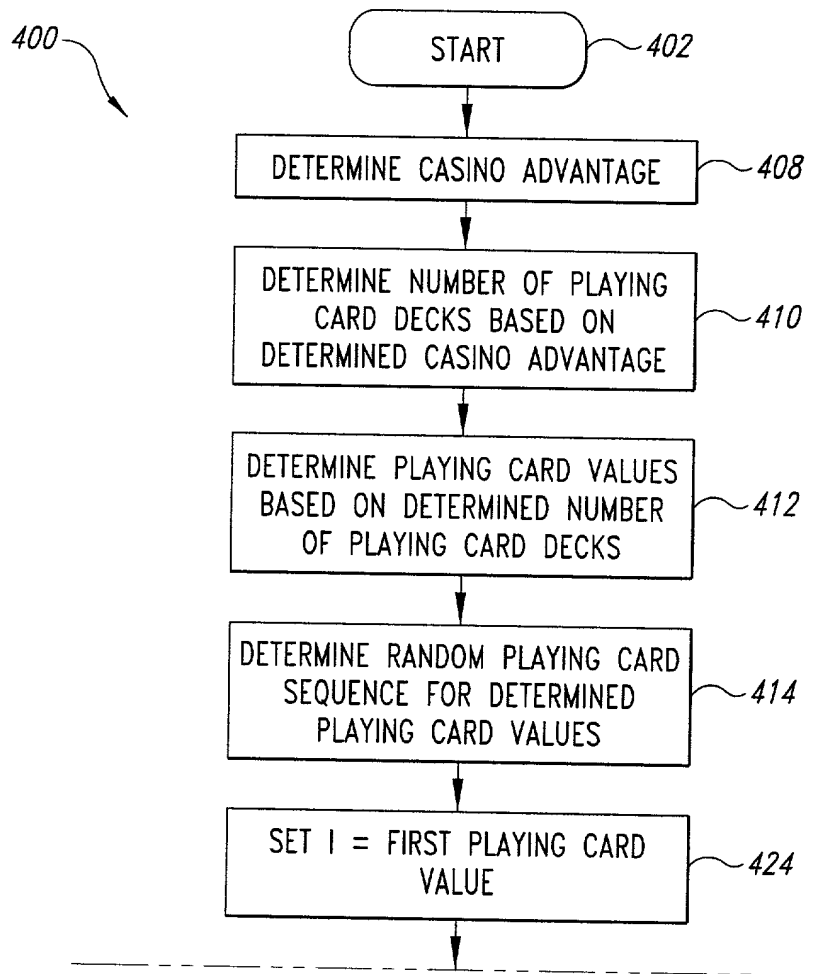 400
START
402
DETERMINE CASINO ADVANTAGE
408
DETERMINE NUMBER OF PLAYING
CARD DECKS BASED ON
DETERMINED CASINO ADVANTAGE
410
DETERMINE PLAYING CARD VALUES
BASED ON DETERMINED NUMBER
OF PLAYING CARD DECKS
412
DETERMINE RANDOM PLAYING CARD
SEQUENCE FOR DETERMINED
PLAYING CARD VALUES
414
SET I = FIRST PLAYING CARD
VALUE
424